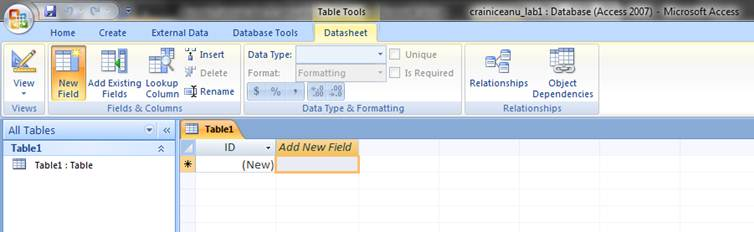 Table Tools
crainiceanu_lab1 : Database (Access 2007) - Microsoft Access
Home Create External Data Database Tools Datasheet
View
Views
New Field
Add Existing Fields
Lookup Column
Insert
Delete
Rename
Fields & Columns
Data Type:
Format: Formatting
$ % , .0 .00 .00 .0
Unique
Is Required
Data Type & Formatting
Relationships
Object Dependencies
Relationships
All Tables
Table1
Table1 : Table
Table1
ID Add New Field
* (New)